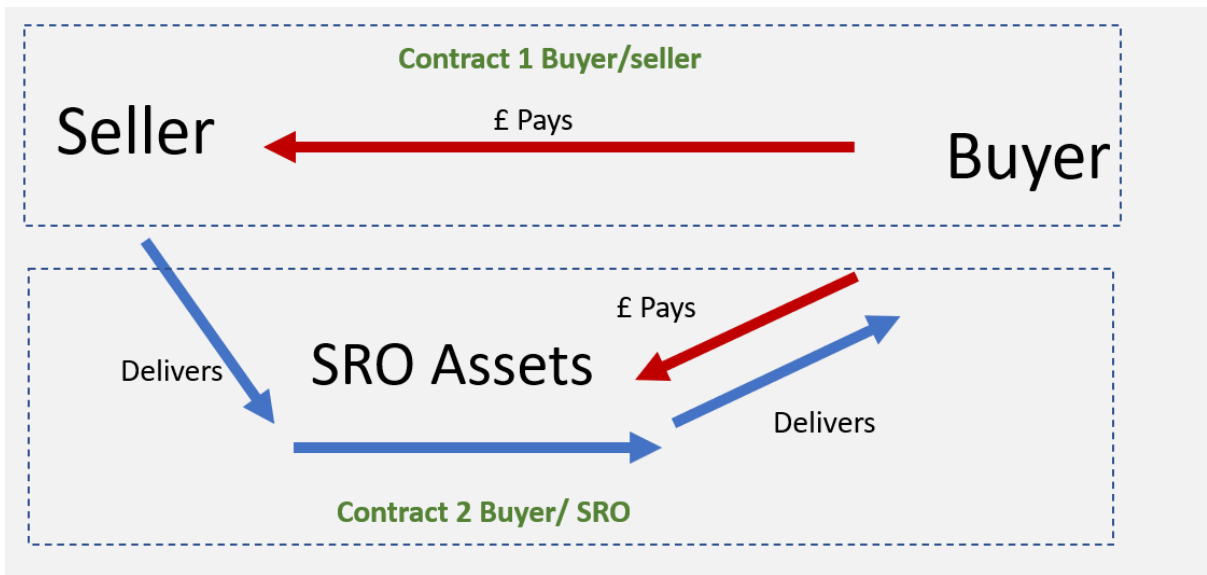 Contract 1 Buyer/seller
Seller
£ Pays
Buyer
£ Pays
Delivers
SRO Assets
Delivers
Contract 2 Buyer/ SRO